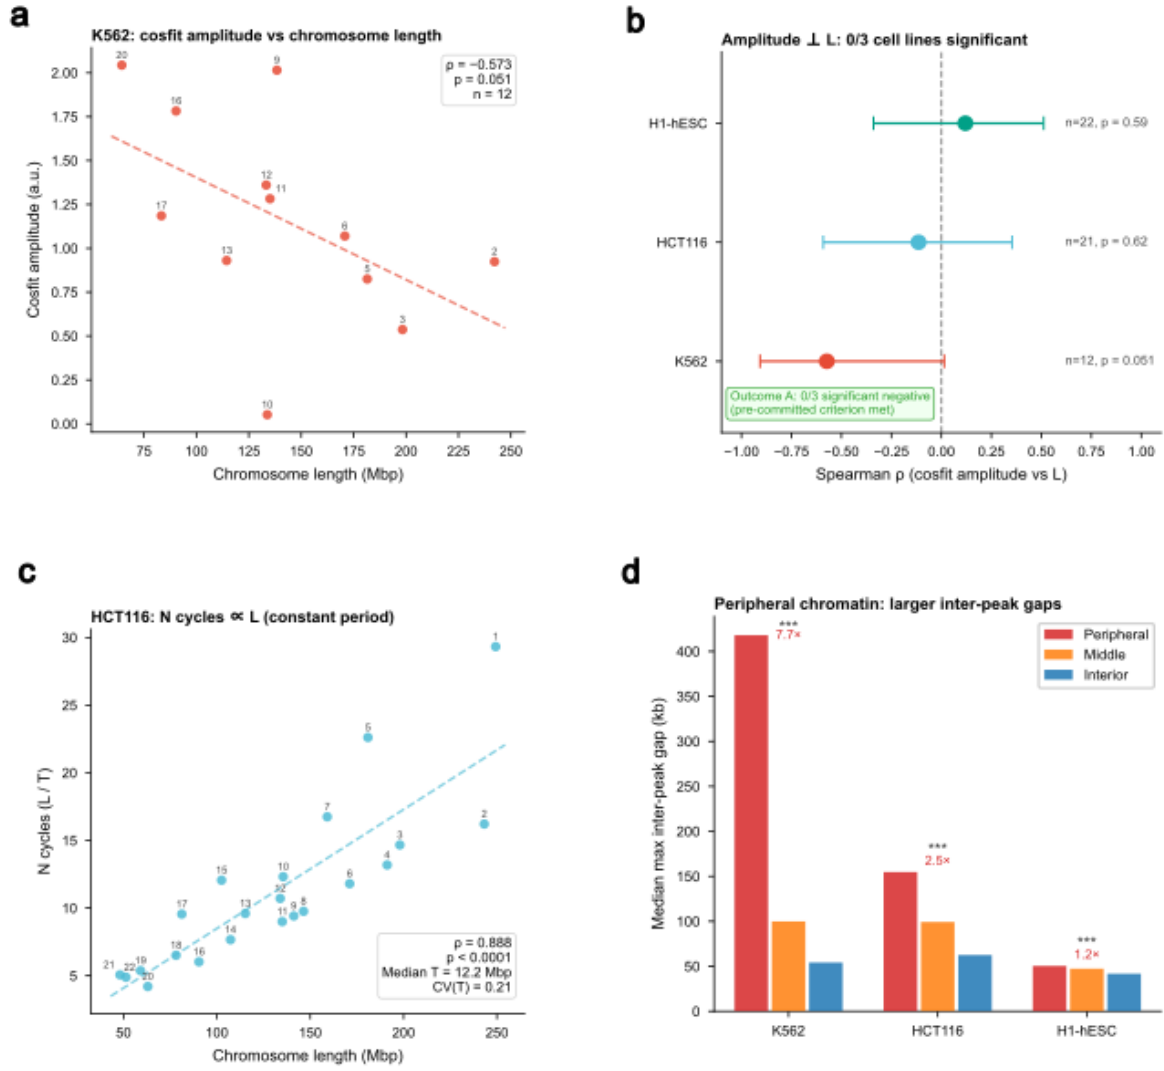 a
K562: cosfit amplitude vs chromosome length
ρ = −0.573
p = 0.051
n = 12
20
9
16
12
11
17
6
13
2
5
3
10
2.00
1.75
1.50
1.25
1.00
0.75
0.50
0.25
0.00
Cosfit amplitude (a.u.)
75 100 125 150 175 200 225 250
Chromosome length (Mbp)
b
Amplitude ⊥ L: 0/3 cell lines significant
H1-hESC
n=22, p = 0.59
HCT116
n=21, p = 0.62
K562
n=12, p = 0.051
Outcome A: 0/3 significant negative
(pre-committed criterion met)
−1.00 −0.75 −0.50 −0.25 0.00 0.25 0.50 0.75 1.00
Spearman ρ (cosfit amplitude vs L)
c
HCT116: N cycles ∝ L (constant period)
30
25
20
15
10
5
N cycles (L / T)
1
5
7
2
3
4
15
10
6
12
17
13
11
9
8
14
18
16
21
22
19
20
ρ = 0.888
p < 0.0001
Median T = 12.2 Mbp
CV(T) = 0.21
50 100 150 200 250
Chromosome length (Mbp)
d
Peripheral chromatin: larger inter-peak gaps
***
7.7×
Peripheral
Middle
Interior
***
2.5×
***
1.2×
400
350
300
250
200
150
100
50
0
Median max inter-peak gap (kb)
K562 HCT116 H1-hESC